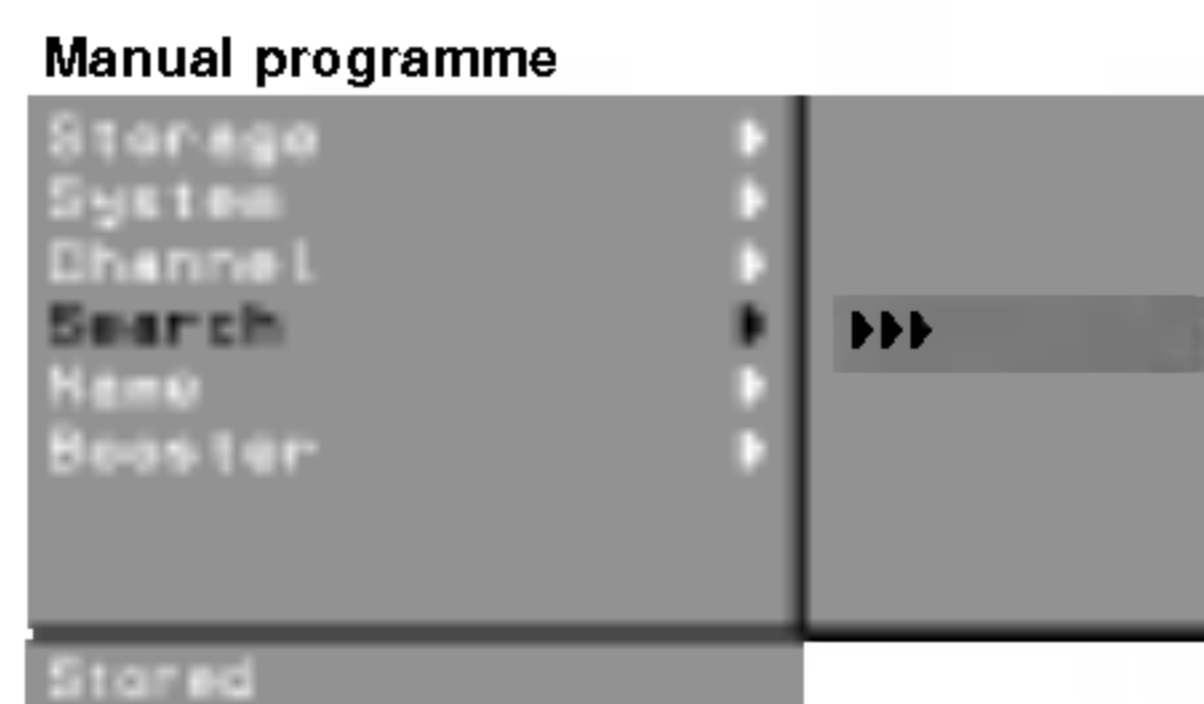 Manual programme
Storage
System
Channel
Search
Name
Booster
Stored